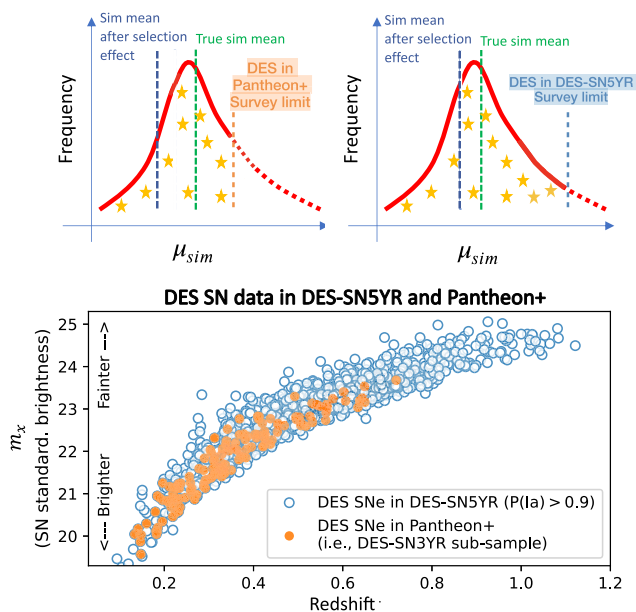 Sim mean
after selection
effect
True sim mean
DES in
Pantheon+
Survey limit
Frequency
μsim
Sim mean
after selection
effect
True sim mean
DES in DES-SN5YR
Survey limit
Frequency
μsim
DES SN data in DES-SN5YR and Pantheon+
mx
(SN standard. brightness)
25
24
23
22
21
20
Fainter --->
<--- Brighter
DES SNe in DES-SN5YR (P(Ia) > 0.9)
DES SNe in Pantheon+
(i.e., DES-SN3YR sub-sample)
0.2 0.4 0.6 0.8 1.0 1.2
Redshift